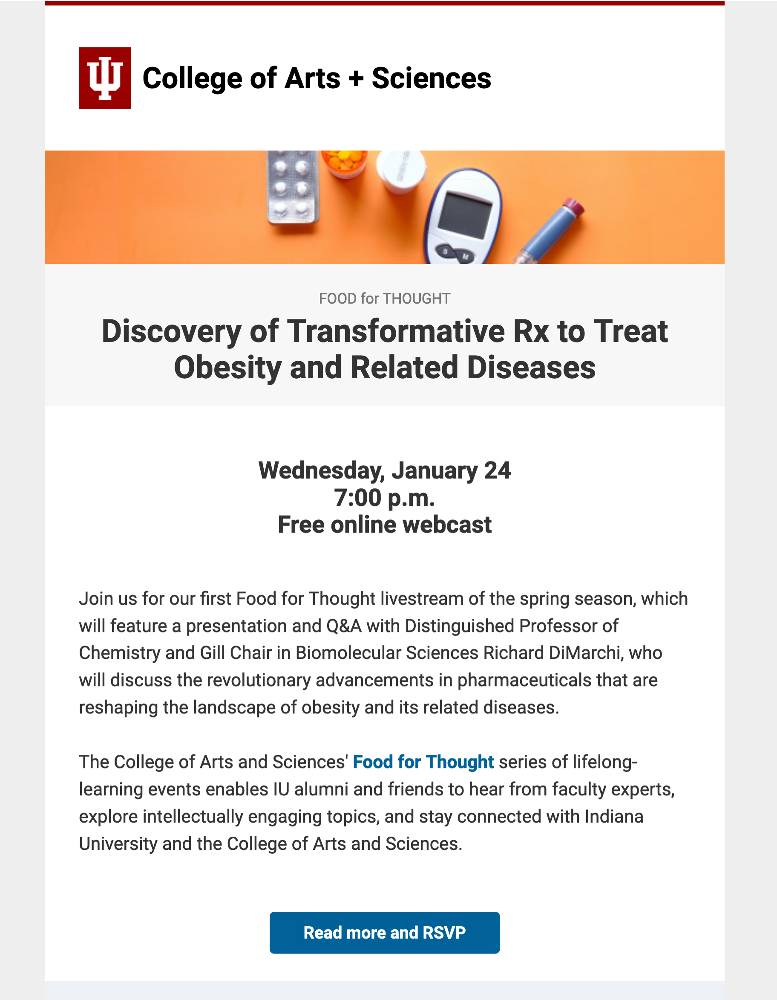 College of Arts + Sciences
S M
FOOD for THOUGHT
Discovery of Transformative Rx to Treat
Obesity and Related Diseases
Wednesday, January 24
7:00 p.m.
Free online webcast
Join us for our first Food for Thought livestream of the spring season, which
will feature a presentation and Q&A with Distinguished Professor of
Chemistry and Gill Chair in Biomolecular Sciences Richard DiMarchi, who
will discuss the revolutionary advancements in pharmaceuticals that are
reshaping the landscape of obesity and its related diseases.
The College of Arts and Sciences' Food for Thought series of lifelong-
learning events enables IU alumni and friends to hear from faculty experts,
explore intellectually engaging topics, and stay connected with Indiana
University and the College of Arts and Sciences.
Read more and RSVP